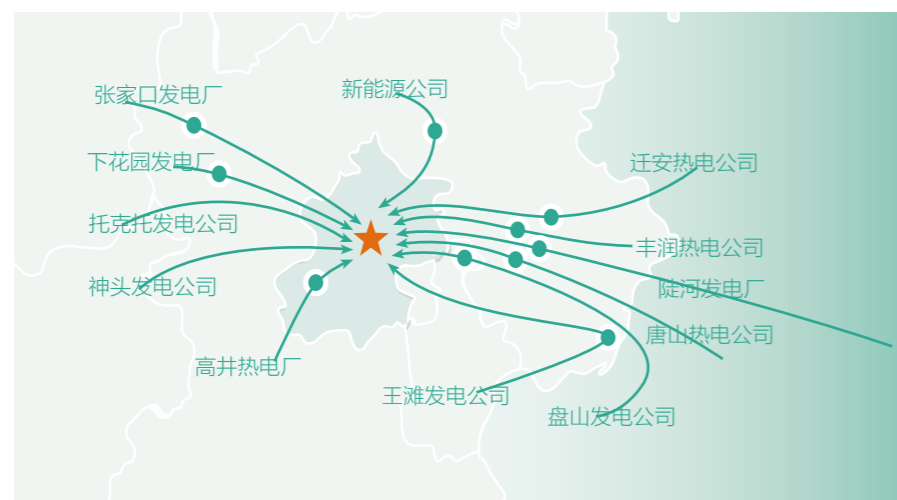 张家口发电厂
新能源公司
下花园发电厂
迁安热电公司
托克托发电公司
丰润热电公司
神头发电公司
陡河发电厂
唐山热电公司
高井热电厂
王滩发电公司
盘山发电公司